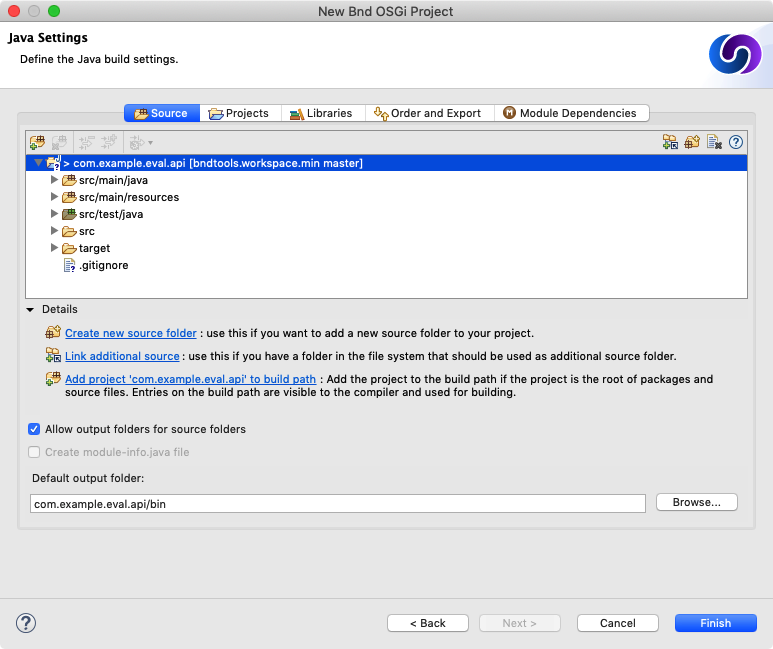 New Bnd OSGi Project
Java Settings
Define the Java build settings.
Source Projects Libraries Order and Export M Module Dependencies
> com.example.eval.api [bndtools.workspace.min master]
src/main/java
src/main/resources
src/test/java
src
target
.gitignore
Details
Create new source folder : use this if you want to add a new source folder to your project.
Link additional source : use this if you have a folder in the file system that should be used as additional source folder.
Add project 'com.example.eval.api' to build path : Add the project to the build path if the project is the root of packages and
source files. Entries on the build path are visible to the compiler and used for building.
Allow output folders for source folders
Create module-info.java file
Default output folder:
com.example.eval.api/bin
Browse...
? < Back Next > Cancel Finish